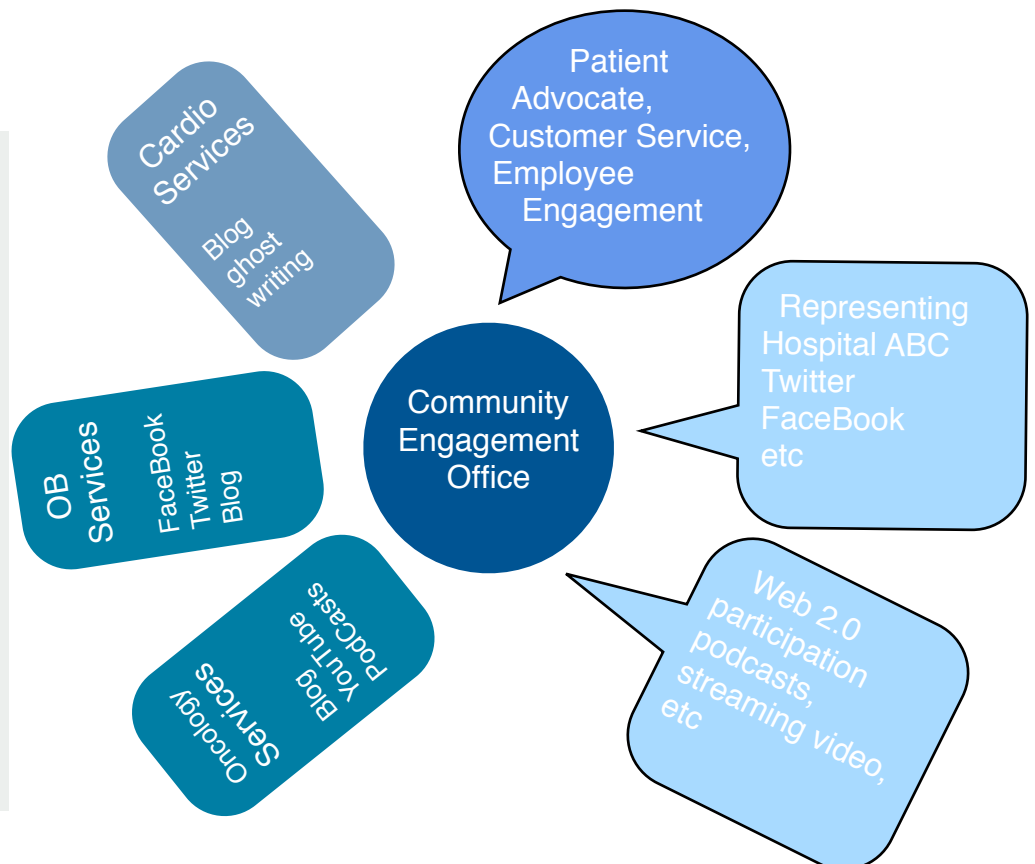 Cardio
Services
Blog
ghost
writing
Patient
Advocate,
Customer Service,
Employee
Engagement
Representing
Hospital ABC
Twitter
FaceBook
etc
Community
Engagement
Office
OB
Services
FaceBook
Twitter
Blog
Oncology
Services
Blog
YouTube
PodCasts
Web 2.0
participation
podcasts,
streaming video,
etc